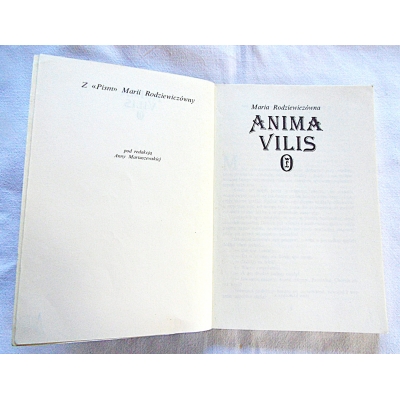 Z «Pism» Marii Rodziewiczówny
pod redakcją
Anny Martuszewskiej
Maria Rodziewiczówna
ANIMA
VILIS